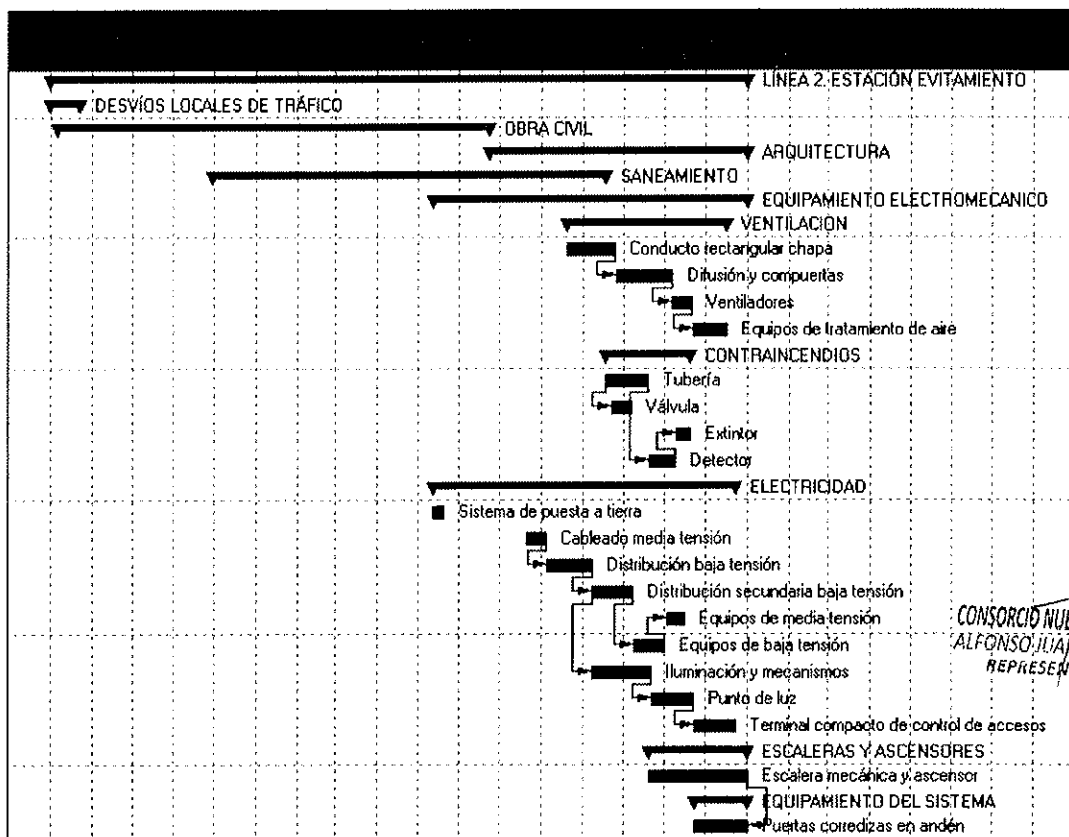 LÍNEA 2. ESTACIÓN EVITAMIENTO
DESVÍOS LOCALES DE TRÁFICO
OBRA CIVIL
ARQUITECTURA
SANEAMIENTO
EQUIPAMIENTO ELECTROMECANICO
VENTILACIÓN
Conducto rectangular chapa
Difusión y compuertas
Ventiladores
Equipos de tratamiento de aire
CONTRAINCENDIOS
Tubería
Válvula
Extintor
Detector
ELECTRICIDAD
Sistema de puesta a tierra
Cableado media tensión
Distribución baja tensión
Distribución secundaria baja tensión
Equipos de media tensión
CONSORCIO NUE
Equipos de baja tensión
ALFONSO JUA
Iluminación y mecanismos
REPRESEN
Punto de luz
Terminal compacto de control de accesos
ESCALERAS Y ASCENSORES
Escalera mecánica y ascensor
EQUIPAMIENTO DEL SISTEMA
Puertas corredizas en andén